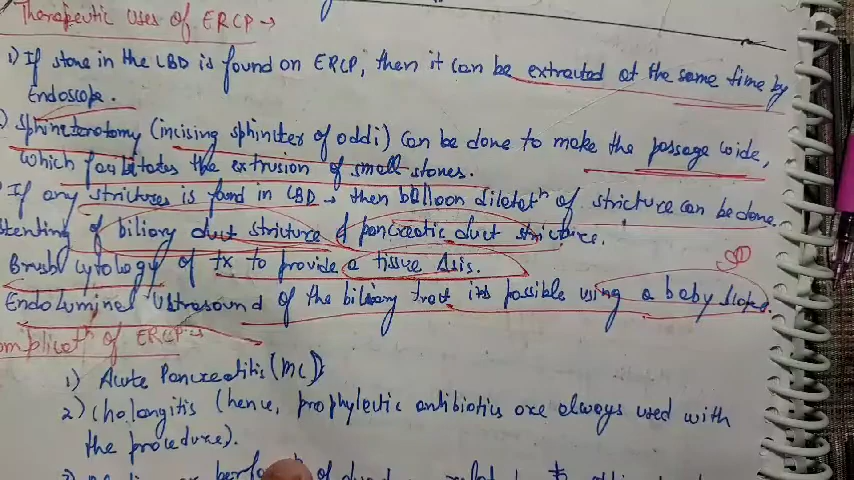 Therapeutic uses of ERCP →
1) If stone in the CBD is found on ERCP, then it can be extracted at the same time by
Endoscope.
) Sphincterotomy (incising sphincter of oddi) can be done to make the passage wide,
which facilitates the extrusion of small stones.
If any strictures is found in CBD → then balloon dilatatn of stricture can be done.
Stenting of biliary duct stricture & pancreatic duct stricture.
Brush Cytology of tx to provide a tissue Δsis.
Endoluminal Ultrasound of the biliary tract its possible using a baby
omplicatn of ERCP →
1) Acute Pancreatitis (MC)
2) Cholangitis (hence, prophylactic antibiotics are always used with
the procedure).